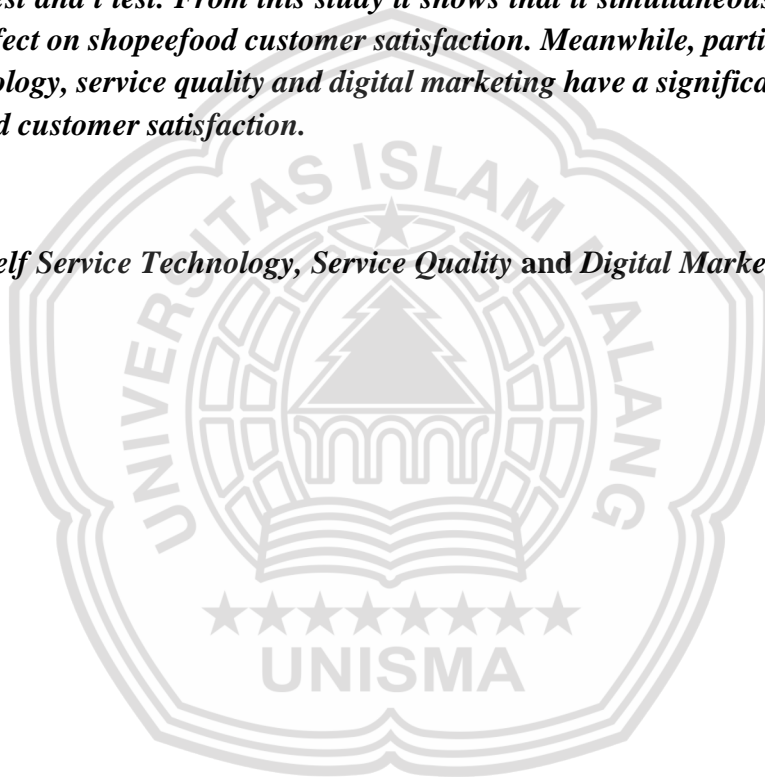 est and t test. From this study it shows that it simultaneous
fect on shopeefood customer satisfaction. Meanwhile, parti
ology, service quality and digital marketing have a significa
d customer satisfaction.
elf Service Technology, Service Quality and Digital Marke
UNIVERSITAS ISLAM MALANG
UNISMA